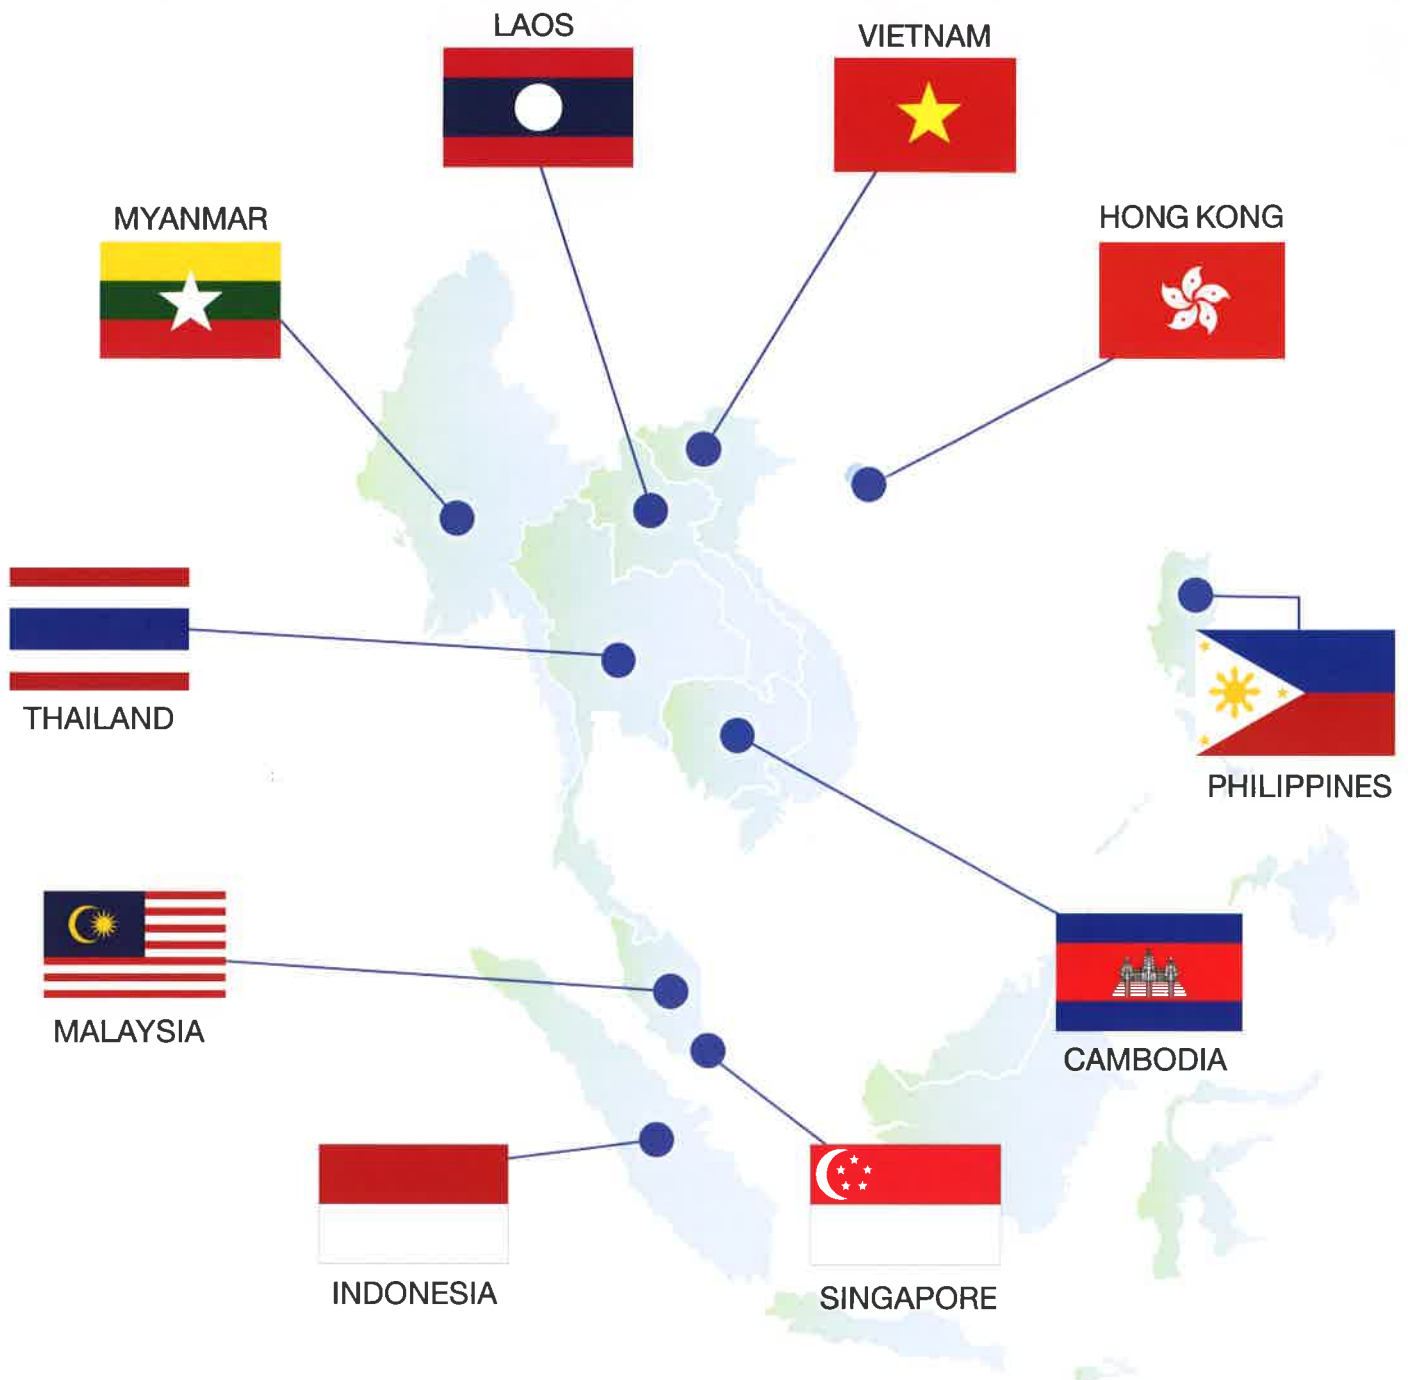 LAOS
VIETNAM
MYANMAR
HONG KONG
THAILAND
PHILIPPINES
MALAYSIA
CAMBODIA
INDONESIA
SINGAPORE